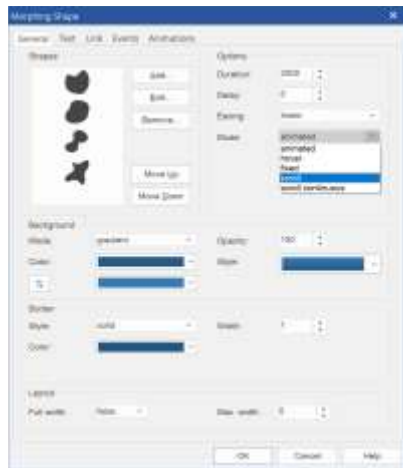 Morphing Shape
General Text Link Events Animations
Shapes
Add...
Edit...
Remove...
Move Up
Move Down
Options
Duration: 2000
Delay: 0
Easing: linear
Mode: animated
animated
hover
fixed
scroll
scroll continuous
Background
Mode: gradient
Opacity: 100
Color:
Style:
Border
Style: solid
Width: 1
Color:
Layout
Full width: False
Max. width: 0
OK Cancel Help